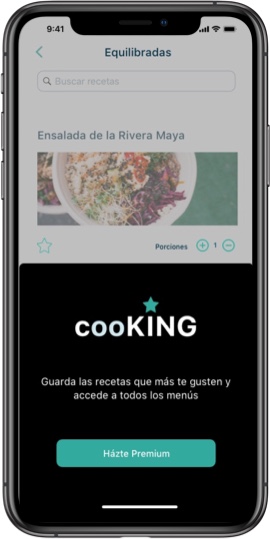 9:41
Equilibradas
Buscar recetas
Ensalada de la Rivera Maya
Porciones 1
cooKING
Guarda las recetas que más te gusten y
accede a todos los menús
Házte Premium